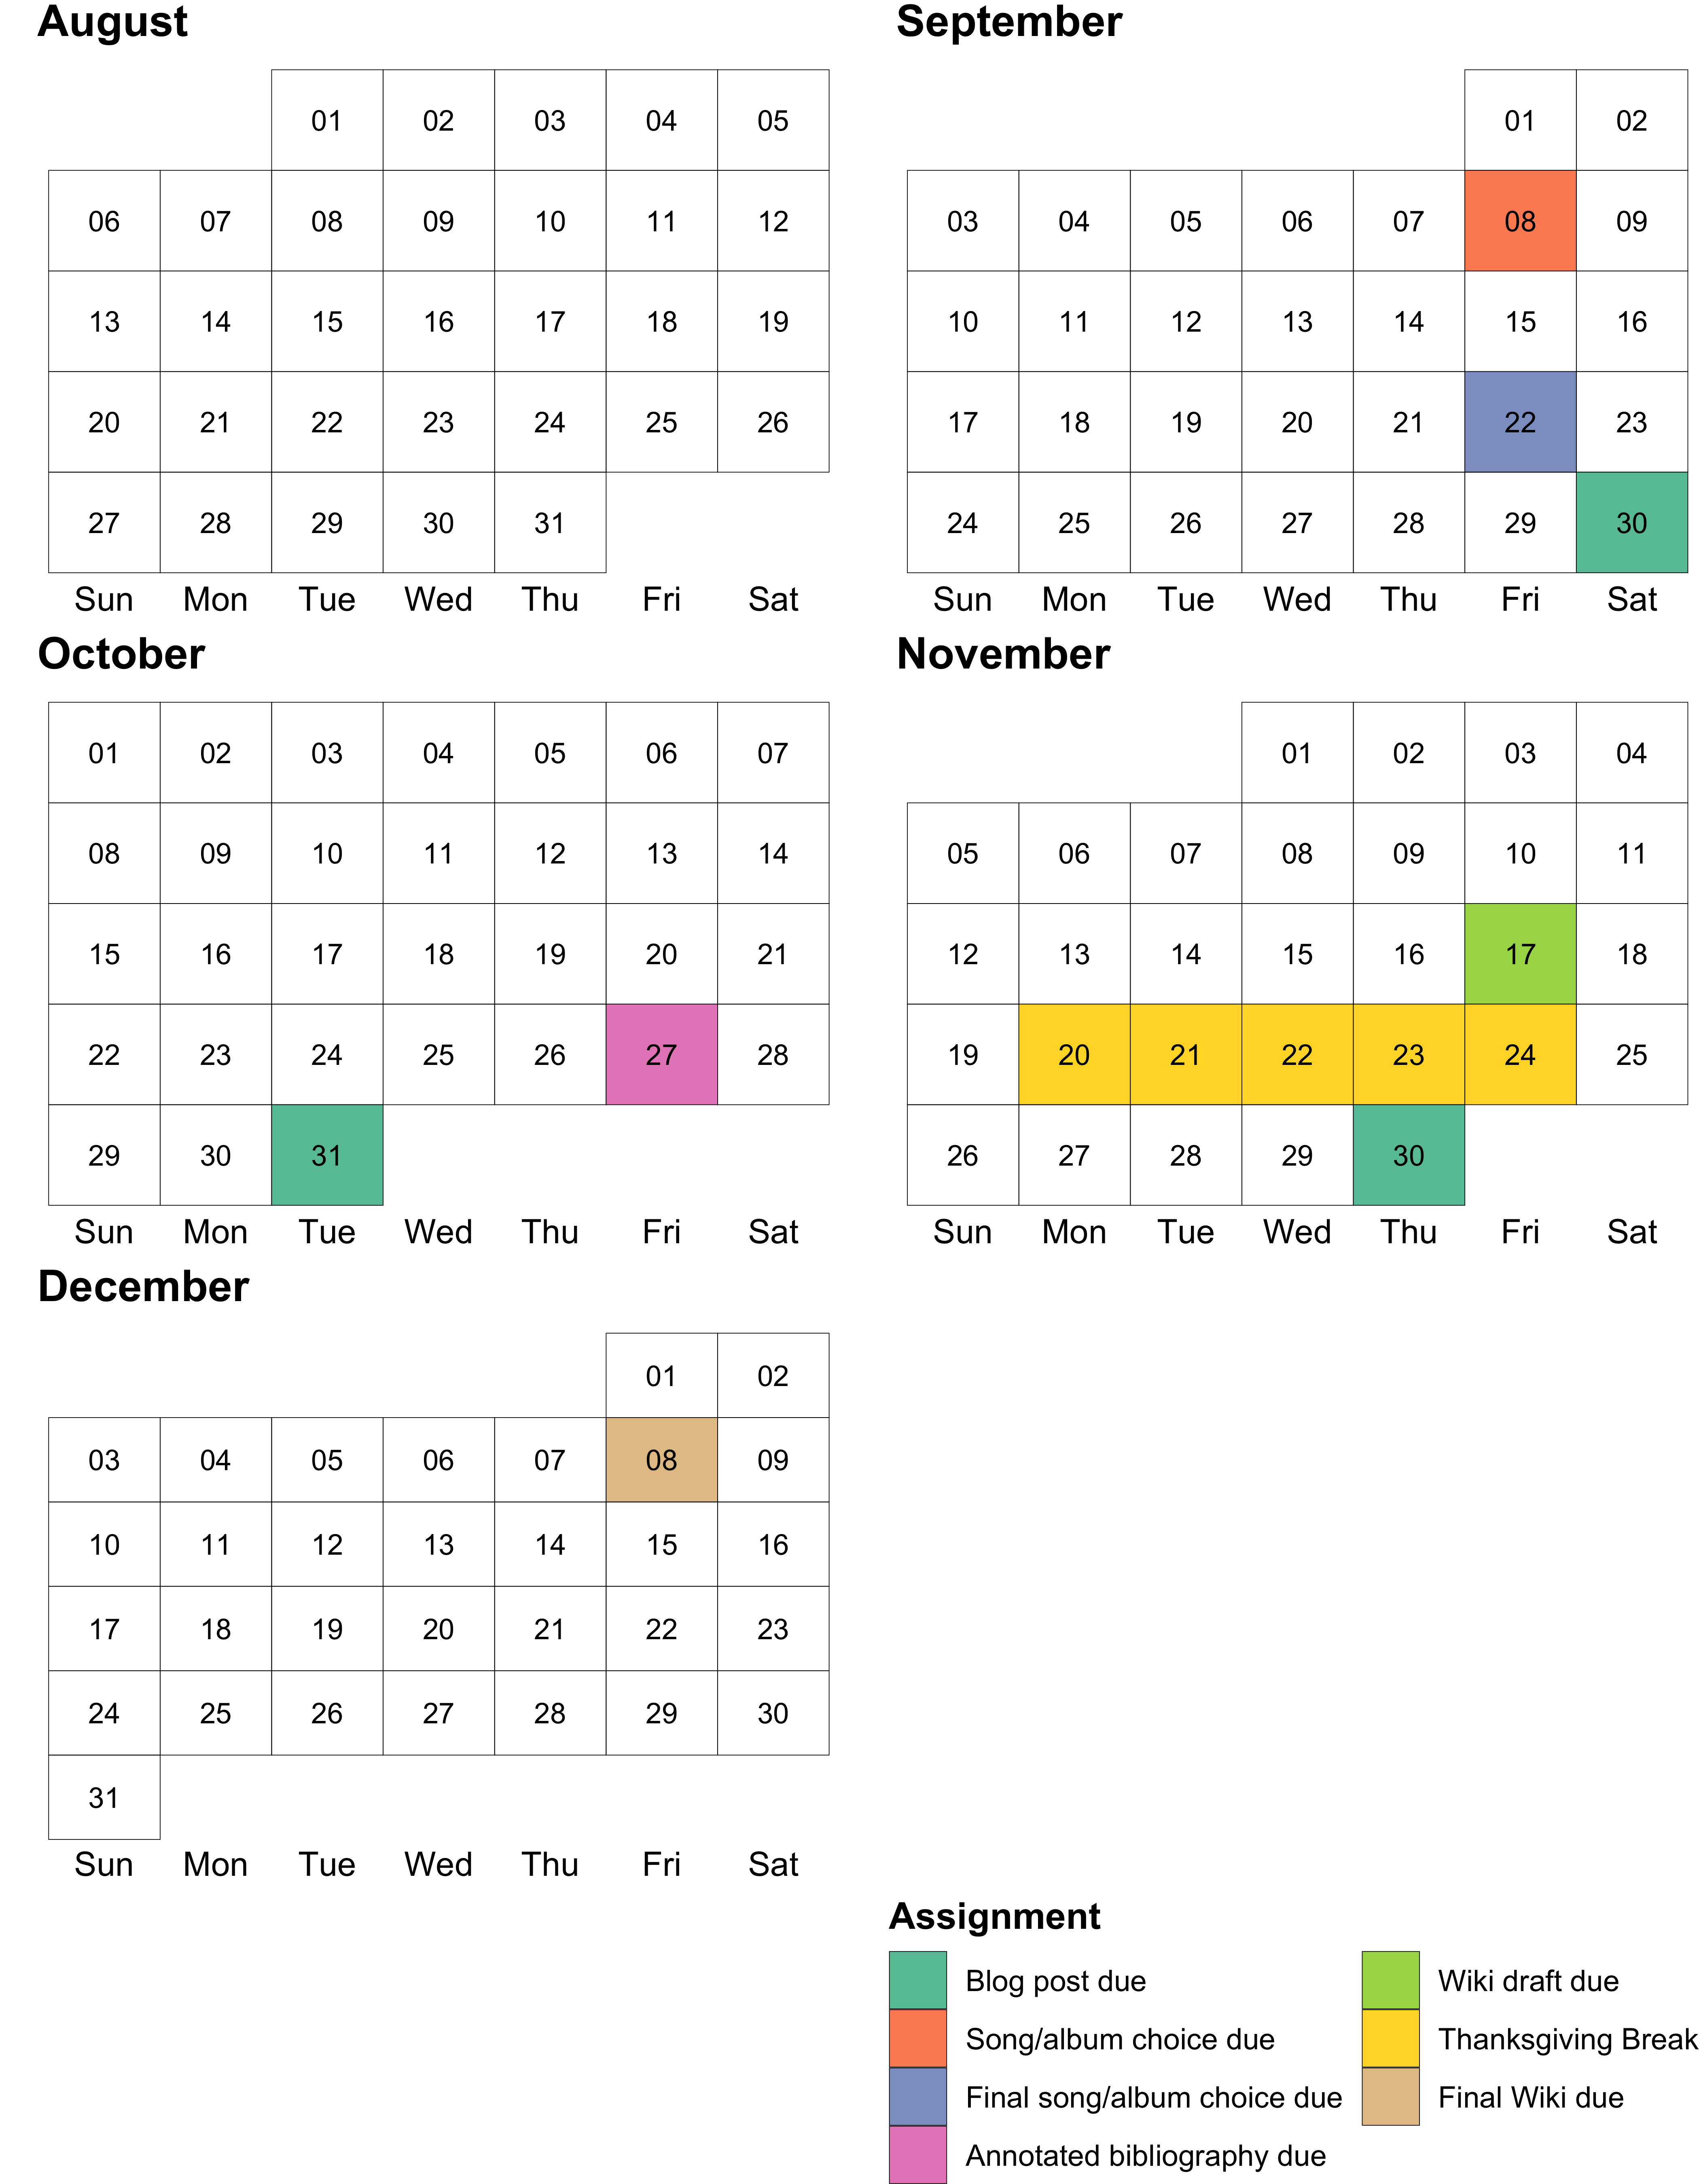 August
01 02 03 04 05
06 07 08 09 10 11 12
13 14 15 16 17 18 19
20 21 22 23 24 25 26
27 28 29 30 31
Sun Mon Tue Wed Thu Fri Sat
September
01 02
03 04 05 06 07 08 09
10 11 12 13 14 15 16
17 18 19 20 21 22 23
24 25 26 27 28 29 30
Sun Mon Tue Wed Thu Fri Sat
October
01 02 03 04 05 06 07
08 09 10 11 12 13 14
15 16 17 18 19 20 21
22 23 24 25 26 27 28
29 30 31
Sun Mon Tue Wed Thu Fri Sat
November
01 02 03 04
05 06 07 08 09 10 11
12 13 14 15 16 17 18
19 20 21 22 23 24 25
26 27 28 29 30
Sun Mon Tue Wed Thu Fri Sat
December
01 02
03 04 05 06 07 08 09
10 11 12 13 14 15 16
17 18 19 20 21 22 23
24 25 26 27 28 29 30
31
Sun Mon Tue Wed Thu Fri Sat
Assignment
Blog post due
Song/album choice due
Final song/album choice due
Annotated bibliography due
Wiki draft due
Thanksgiving Break
Final Wiki due